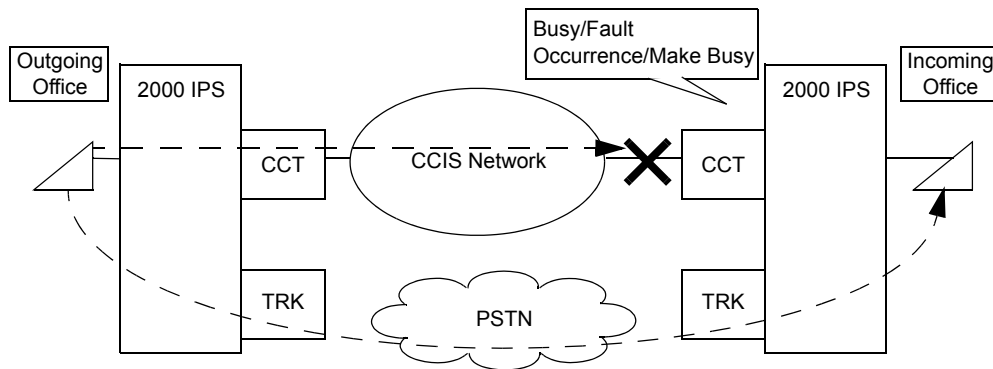 Busy/Fault
Occurrence/Make Busy
Outgoing
Office
2000 IPS
2000 IPS
Incoming
Office
CCT
CCIS Network
CCT
TRK
PSTN
TRK